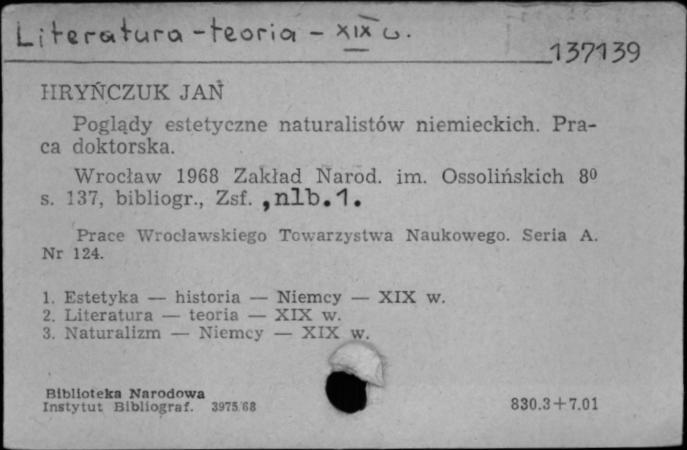 Literatura - teoria - XIX w.
137139
HRYŃCZUK JAN
Poglądy estetyczne naturalistów niemieckich. Pra-
ca doktorska.
Wrocław 1968 Zakład Narod. im. Ossolińskich 8⁰
s. 137, bibliogr., Zsf. ,nlb.1.
Prace Wrocławskiego Towarzystwa Naukowego. Seria A.
Nr 124.
1. Estetyka — historia — Niemcy — XIX w.
2. Literatura — teoria — XIX w.
3. Naturalizm — Niemcy — XIX w.
Biblioteka Narodowa
Instytut Bibliograf. 3975/68
830.3+7.01